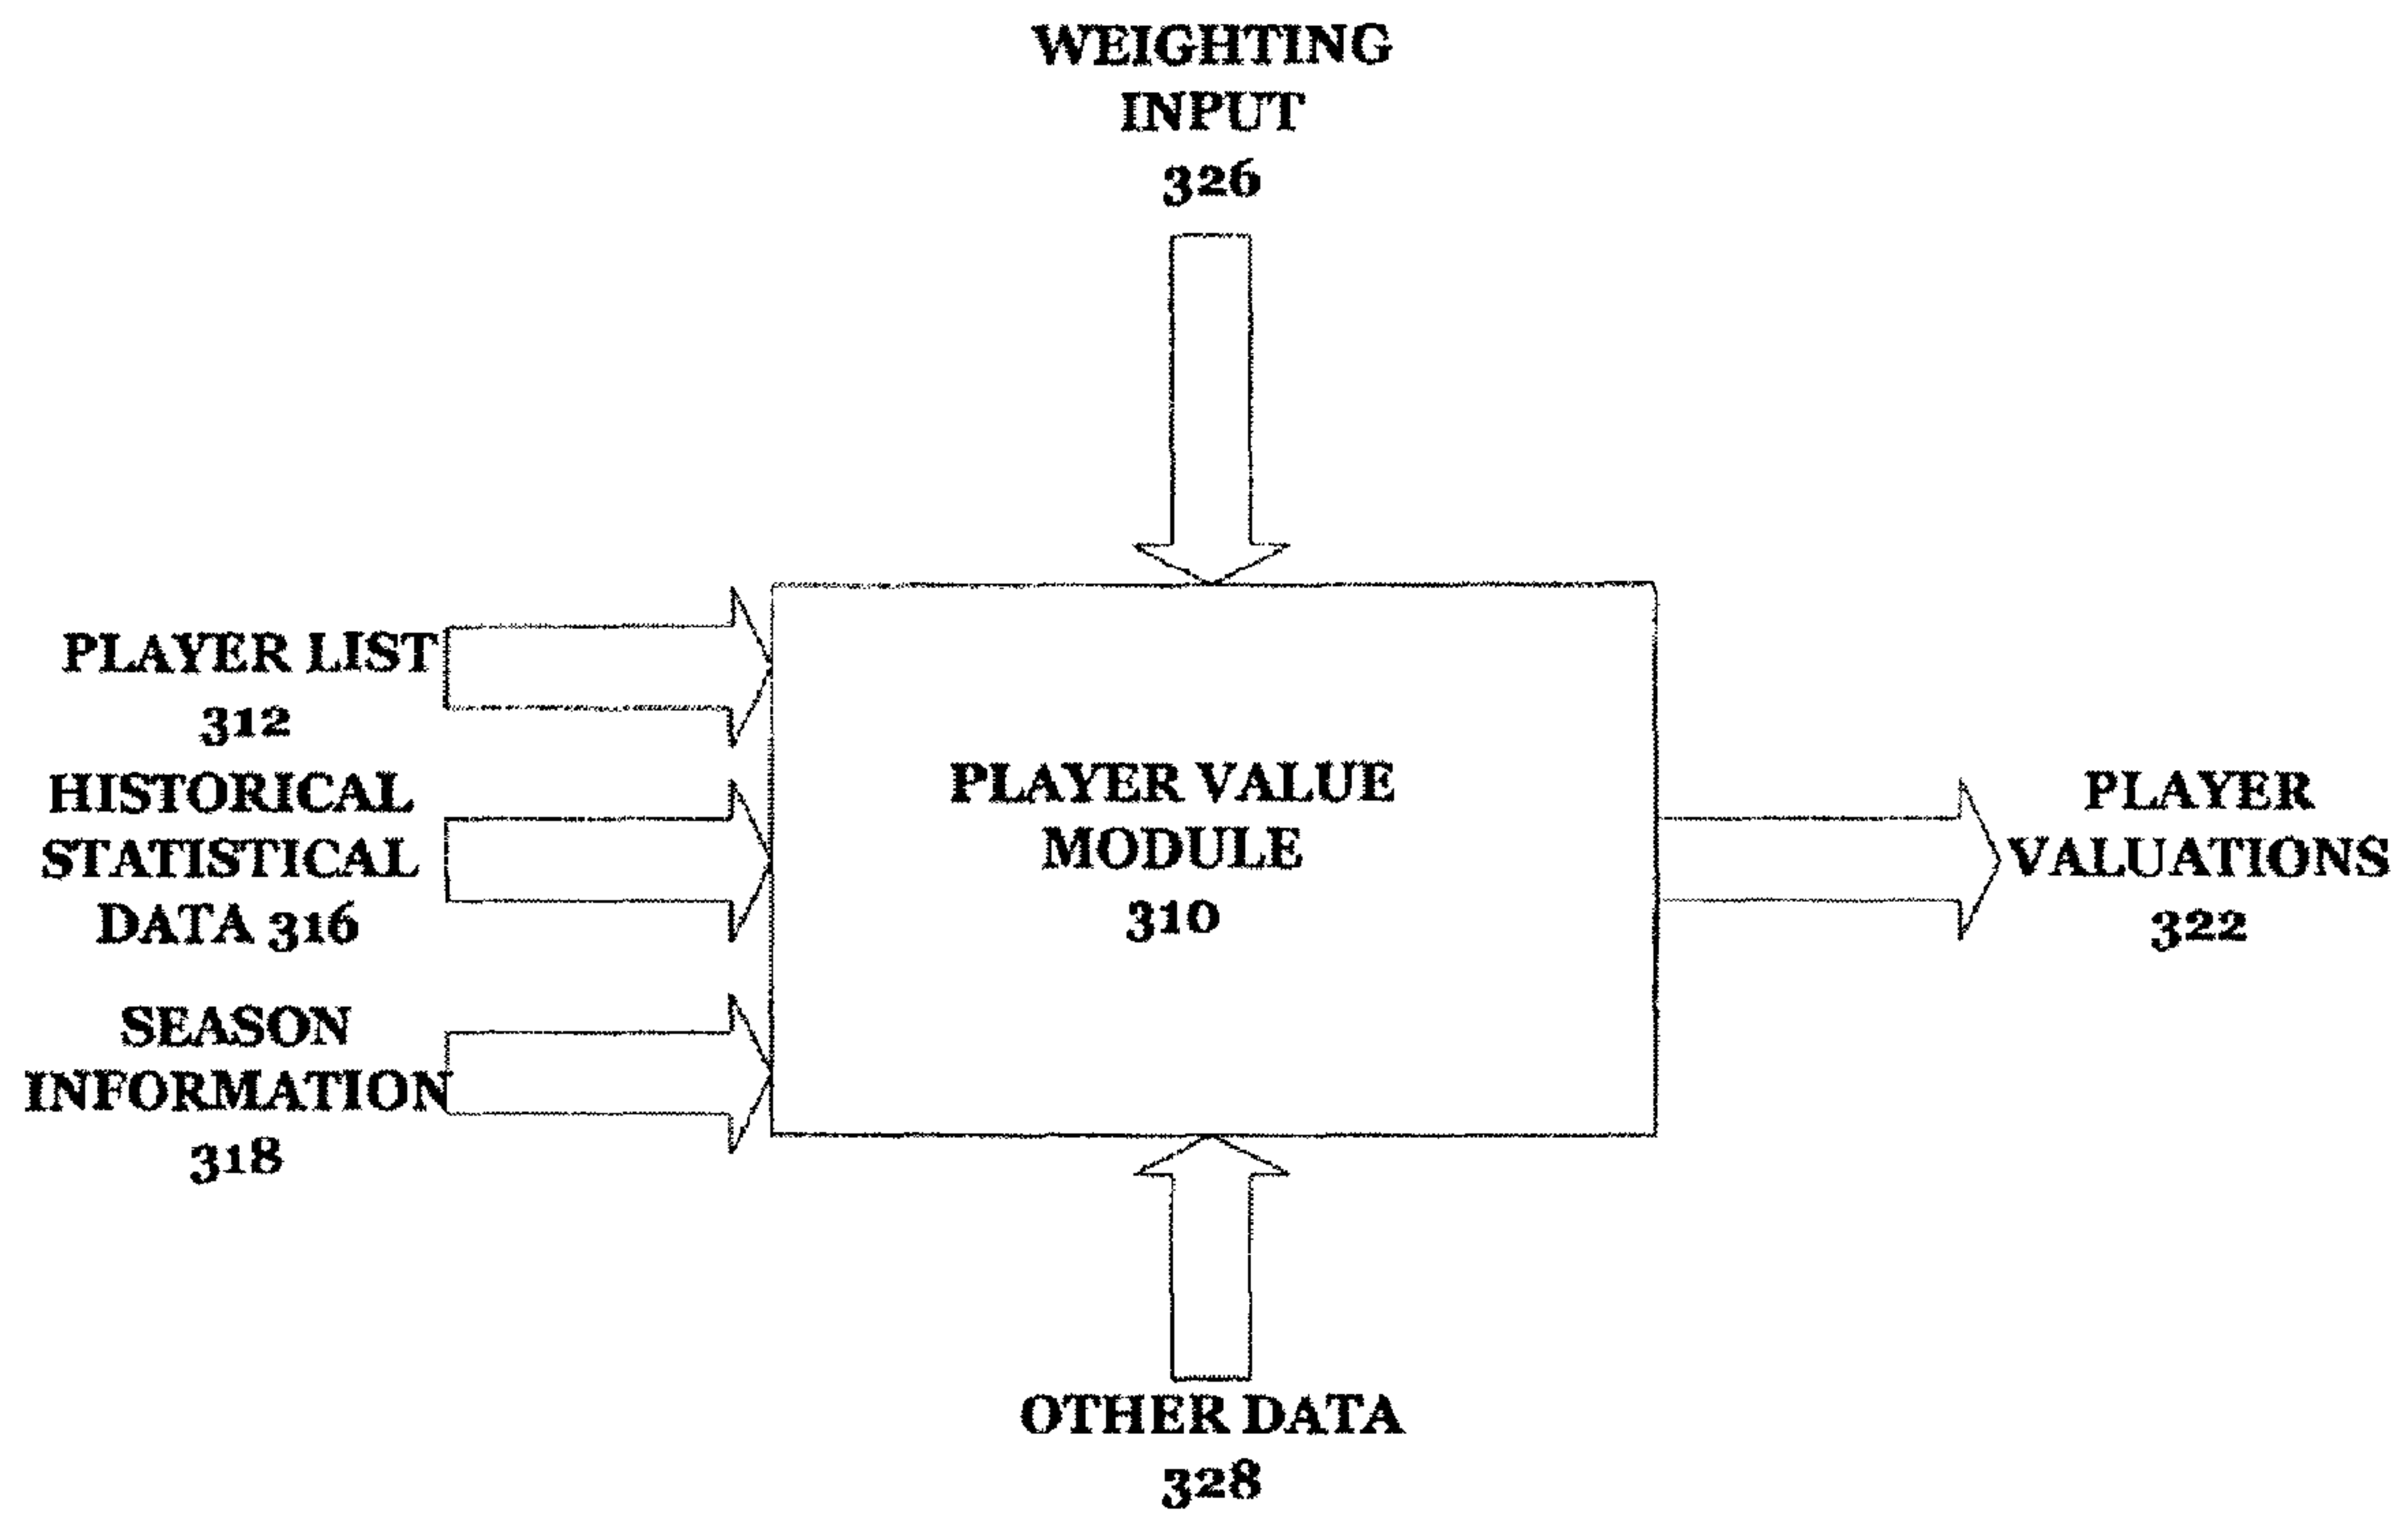 WEIGHTING
INPUT
326
PLAYER LIST
312
HISTORICAL
STATISTICAL
DATA 316
SEASON
INFORMATION
318
PLAYER VALUE
MODULE
310
PLAYER
VALUATIONS
322
OTHER DATA
328